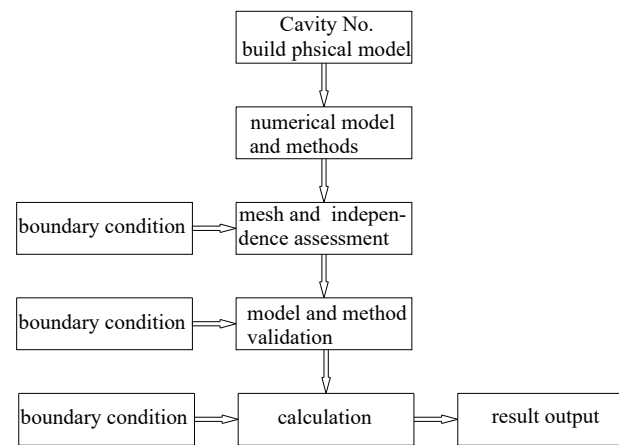 Cavity No.
build phsical model
numerical model
and methods
boundary condition
mesh and independen-
dence assessment
boundary condition
model and method
validation
boundary condition
calculation
result output